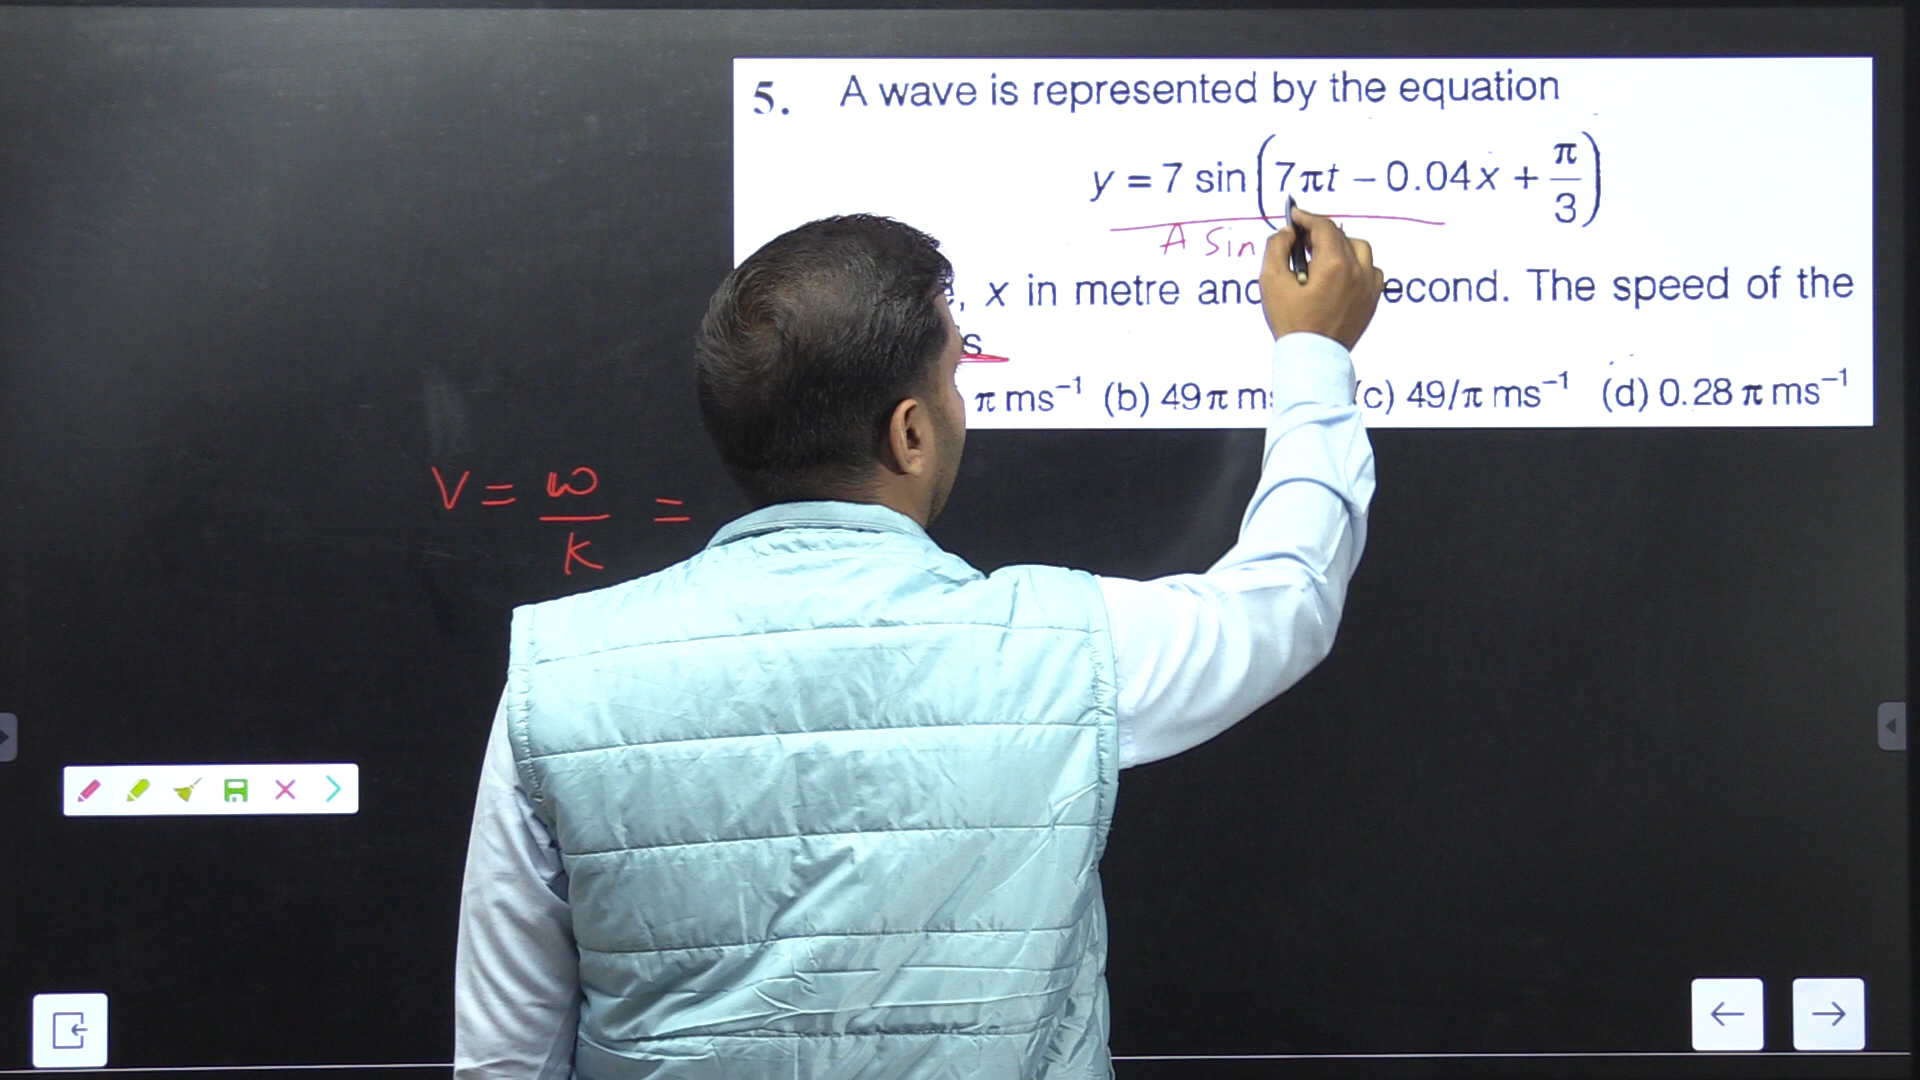 5. A wave is represented by the equation
y = 7 sin(7πt – 0.04x + π/3)
A Sin
, x in metre and econd. The speed of the
s
π ms⁻¹ (b) 49π ms (c) 49/π ms⁻¹ (d) 0.28 π ms⁻¹
V = ω/K =